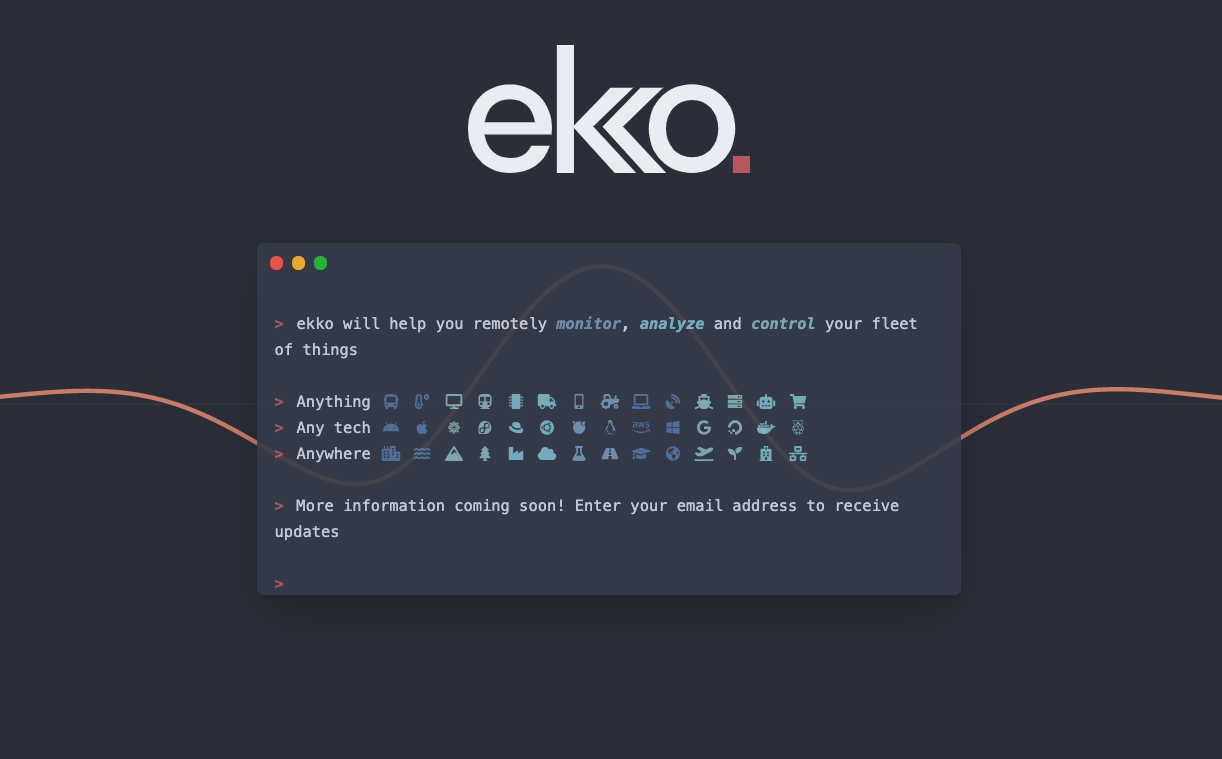 ekko.
> ekko will help you remotely monitor, analyze and control your fleet
of things
> Anything
> Any tech
> Anywhere
aws
> More information coming soon! Enter your email address to receive
updates
>